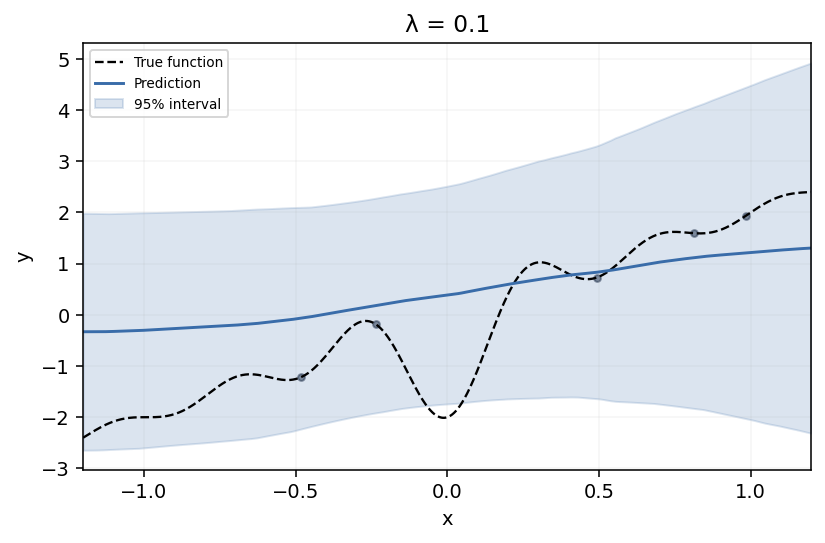 λ = 0.1
True function
Prediction
95% interval
5
4
3
2
1
0
−1
−2
−3
y
−1.0 −0.5 0.0 0.5 1.0
x